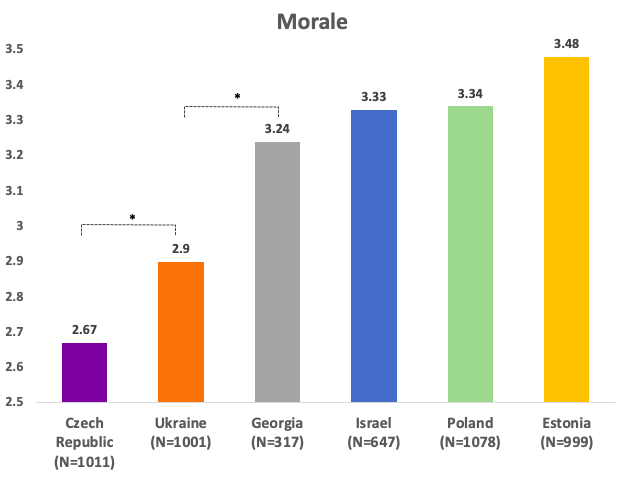 Morale
3.5
3.4
3.3
3.2
3.1
3
2.9
2.8
2.7
2.6
2.5
2.67
2.9
3.24
3.33
3.34
3.48
*
*
Czech
Republic
(N=1011)
Ukraine
(N=1001)
Georgia
(N=317)
Israel
(N=647)
Poland
(N=1078)
Estonia
(N=999)